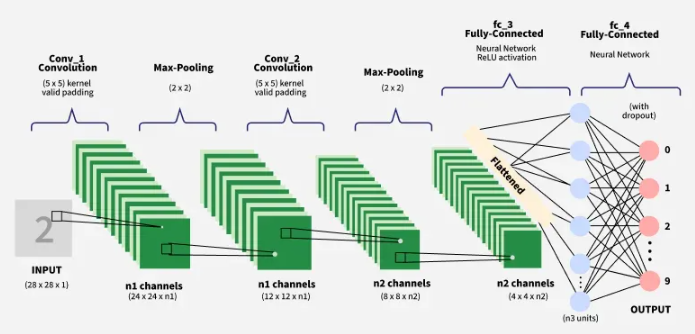 fc_3
Fully-Connected
Neural Network
ReLU activation
fc_4
Fully-Connected
Neural Network
Conv_1
Convolution
(5 x 5) kernel
valid padding
Max-Pooling
(2 x 2)
Conv_2
Convolution
(5 x 5) kernel
valid padding
Max-Pooling
(2 x 2)
(with
dropout)
2
Flattened
0
1
2
9
INPUT
(28 x 28 x 1)
n1 channels
(24 x 24 x n1)
n1 channels
(12 x 12 x n1)
n2 channels
(8 x 8 x n2)
n2 channels
(4 x 4 x n2)
(n3 units)
OUTPUT